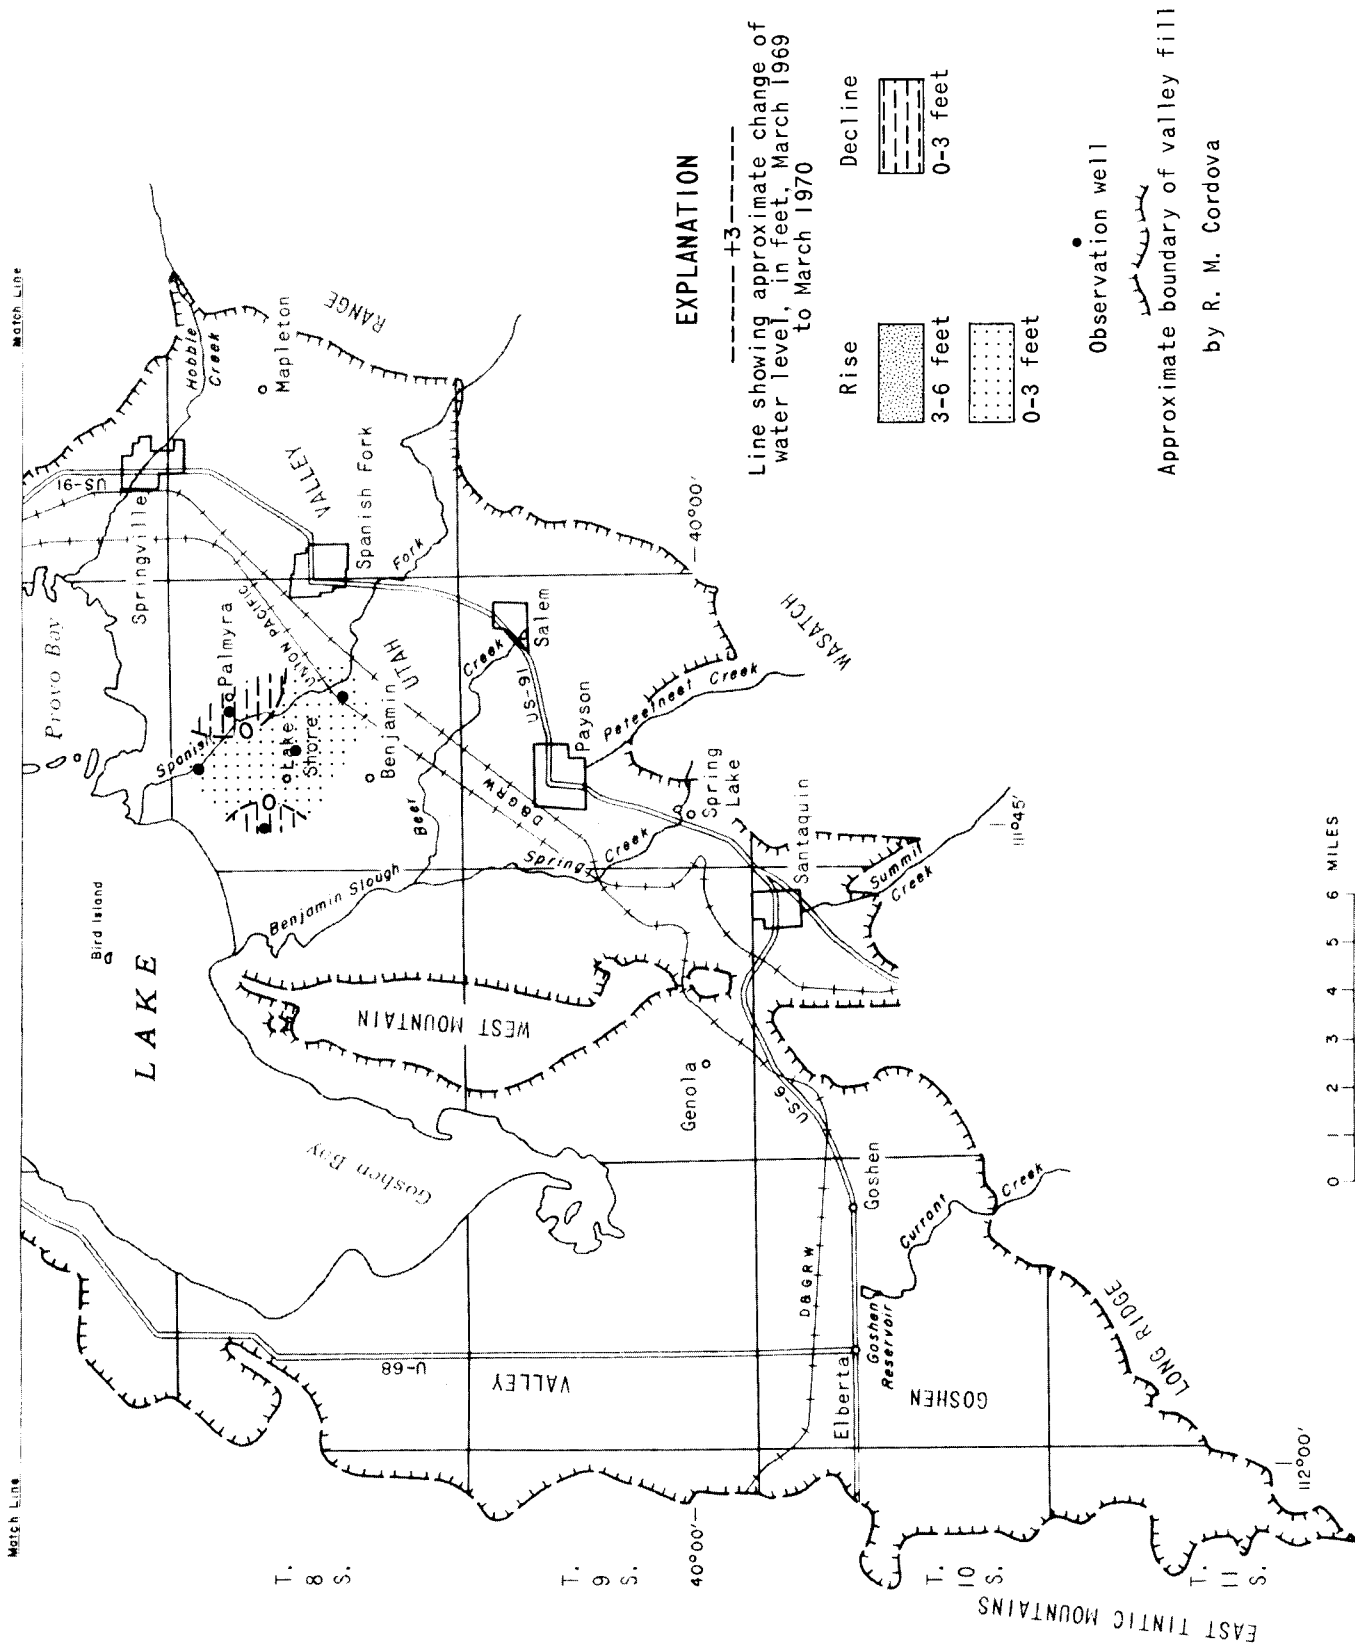 Match Line
Match Line
Provo Bay
Springville
US-91
Hobble
Creek
Mapleton
RANGE
VALLEY
Spanish Fork
Palmyra
UNION PACIFIC
Spanish
Fork
O
O
Lake
Shore
Benjamin
UTAH
Beer
Creek
Salem
US-91
D&GRW
Payson
Peteetneet Creek
WASATCH
Spring
Lake
Spring
Creek
Benjamin Slough
Bird Island
LAKE
WEST MOUNTAIN
Santaquin
Summit
Creek
Genola
US-6
Goshen Bay
Goshen
Currant
Creek
D&GRW
Goshen
Reservoir
Elberta
U-68
VALLEY
GOSHEN
LONG RIDGE
EAST TINTIC MOUNTAINS
T.
8
S.
T.
9
S.
T.
10
S.
T.
11
S.
40°00'
40°00'
111°45'
112°00'
0 1 2 3 4 5 6 MILES
EXPLANATION
+3
Line showing approximate change of
water level, in feet, March 1969
to March 1970
Rise
Decline
3-6 feet
0-3 feet
0-3 feet
Observation well
Approximate boundary of valley fill
by R. M. Cordova